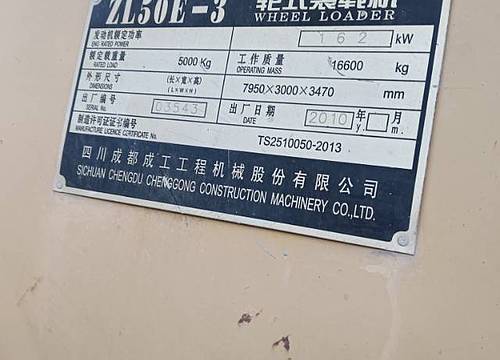 ZL50E-3 轮式装载机
WHEEL LOADER
发动机额定功率 162 kW
ENG RATED POWER
额定载重量 5000 Kg 工作质量 16600 kg
RATED LOAD OPERATING MASS
外形尺寸 (长×宽×高) 7950×3000×3470 mm
DIMENSIONS (L×W×H)
出厂编号 03543 出厂日期 2010 年 月
SERIAL No. DATE y. m.
制造许可证证书编号 TS2510050-2013
MANUFACTURE LICENCE CERTIFICATE No.
四川成都成工工程机械股份有限公司
SICHUAN CHENGDU CHENGGONG CONSTRUCTION MACHINERY CO.,LTD.